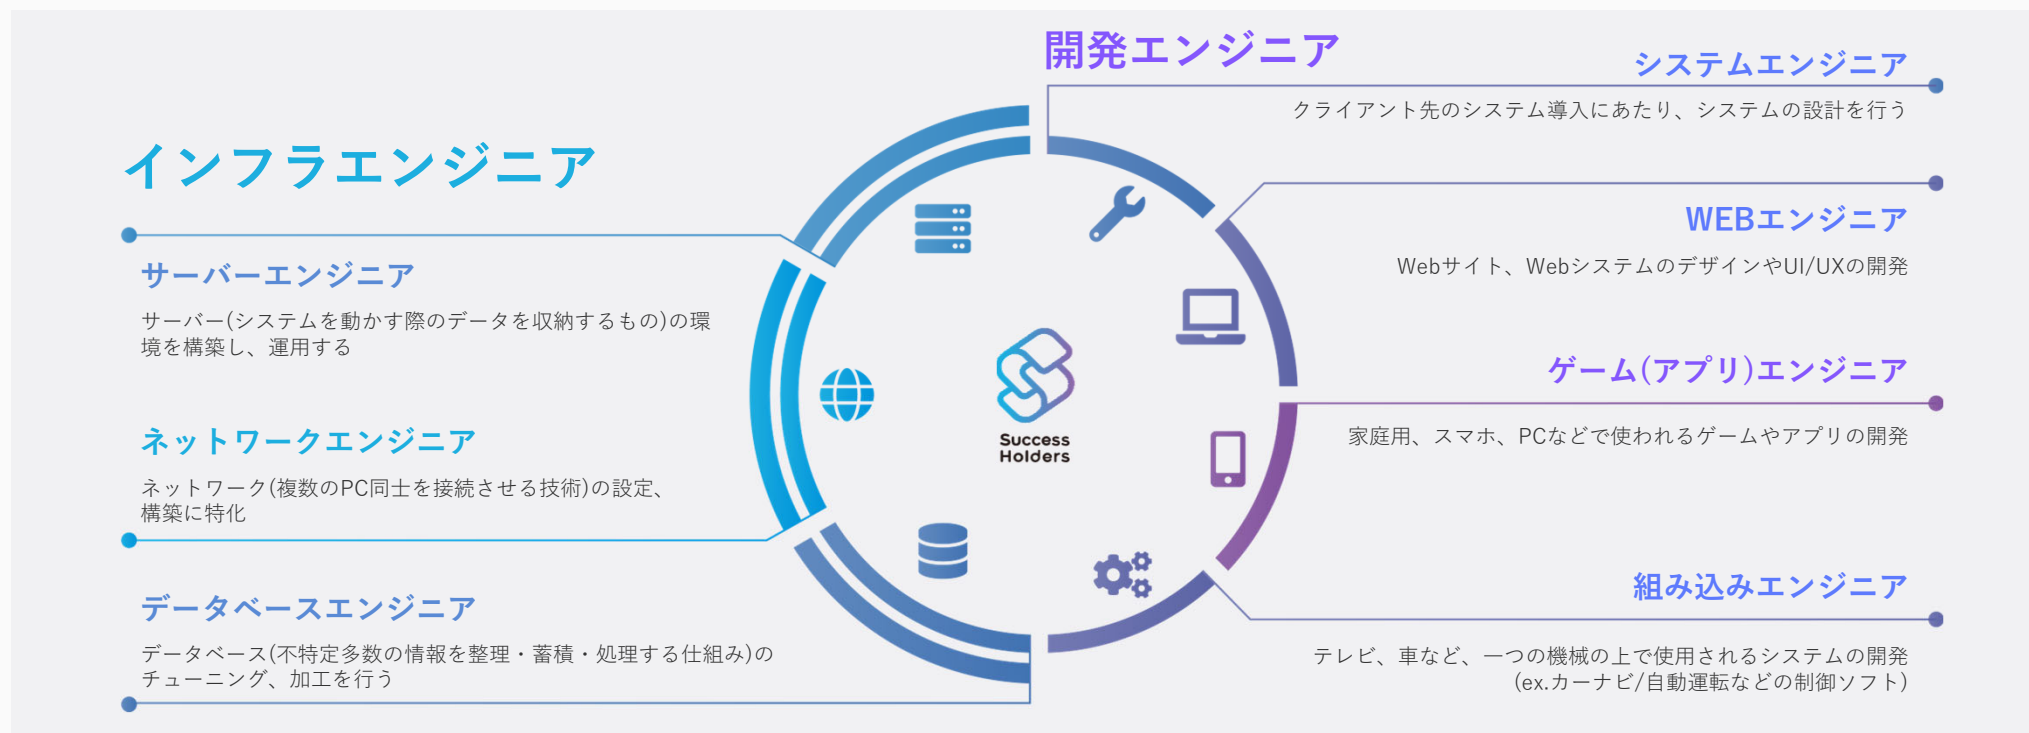 インフラエンジニア
サーバーエンジニア
サーバー(システムを動かす際のデータを収納するもの)の環
境を構築し、運用する
ネットワークエンジニア
ネットワーク(複数のPC同士を接続させる技術)の設定、
構築に特化
データベースエンジニア
データベース(不特定多数の情報を整理・蓄積・処理する仕組み)の
チューニング、加工を行う
Success
Holders
開発エンジニア
システムエンジニア
クライアント先のシステム導入にあたり、システムの設計を行う
WEBエンジニア
Webサイト、WebシステムのデザインやUI/UXの開発
ゲーム(アプリ)エンジニア
家庭用、スマホ、PCなどで使われるゲームやアプリの開発
組み込みエンジニア
テレビ、車など、一つの機械の上で使用されるシステムの開発
(ex.カーナビ/自動運転などの制御ソフト)